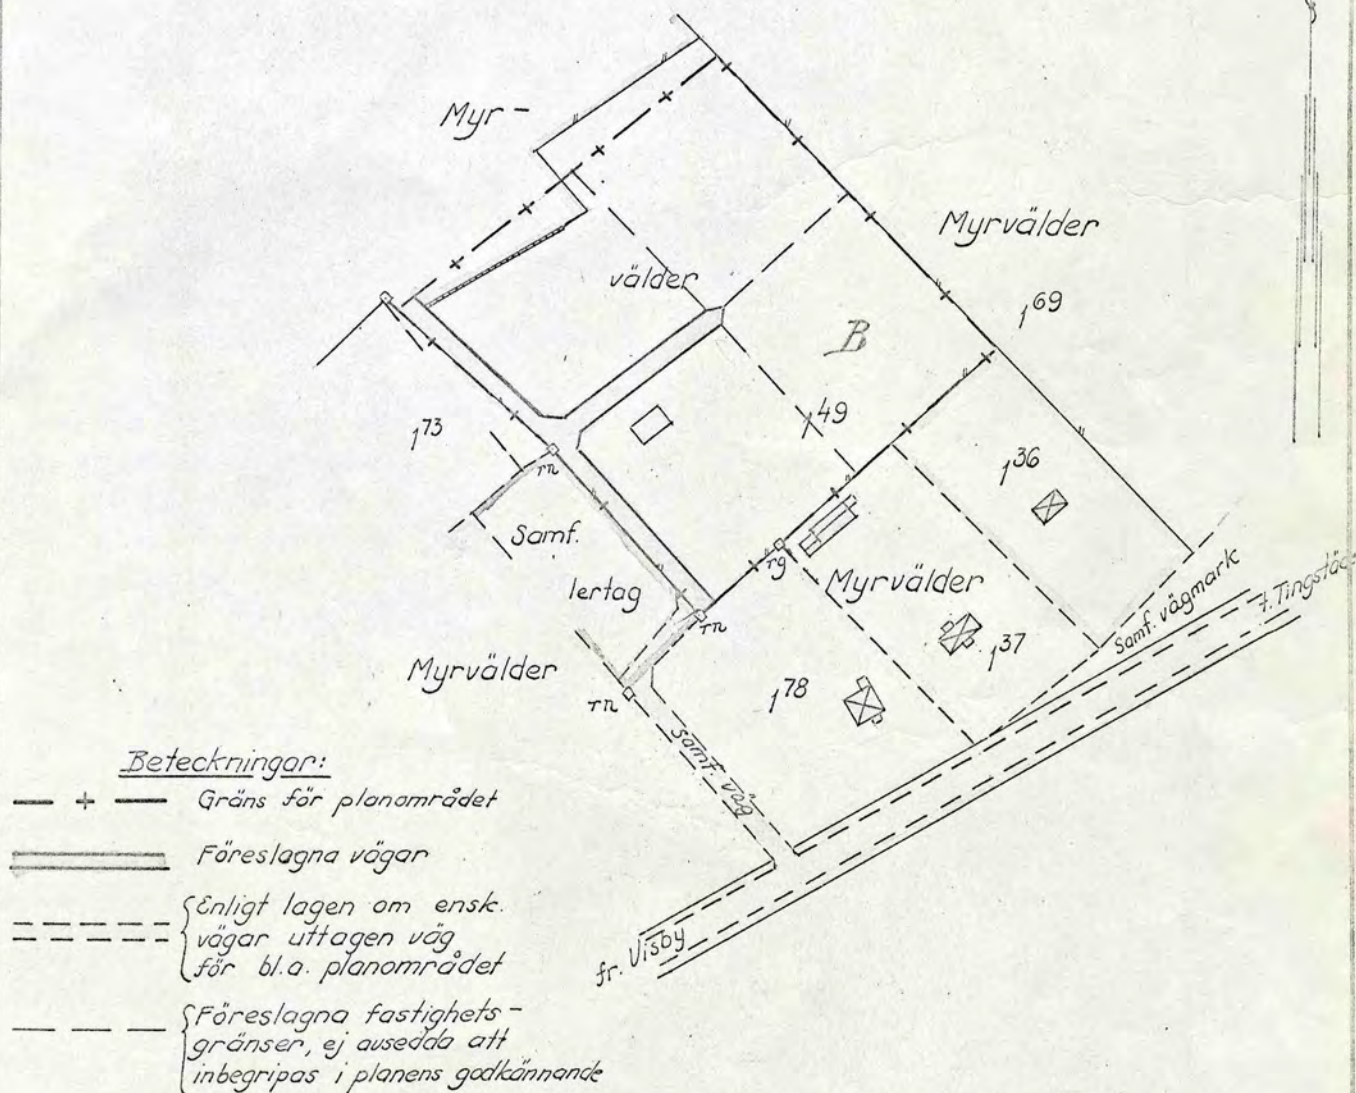 Myr-
Myrvälder
välder
1⁶⁹
B
1⁴⁹
1⁷³
1³⁶
rn
Samf.
rg
lertag
Myrvälder
Samf. vägmark
rn
1³⁷
Myrvälder
1⁷⁸
rn
Samf. väg
fr. Visby
Beteckningar:
Gräns för planområdet
Föreslagna vägar
Enligt lagen om ensk.
vägar uttagen väg
för bl.a. planområdet
Föreslagna fastighets-
gränser, ej avsedda att
inbegripas i planens godkännande